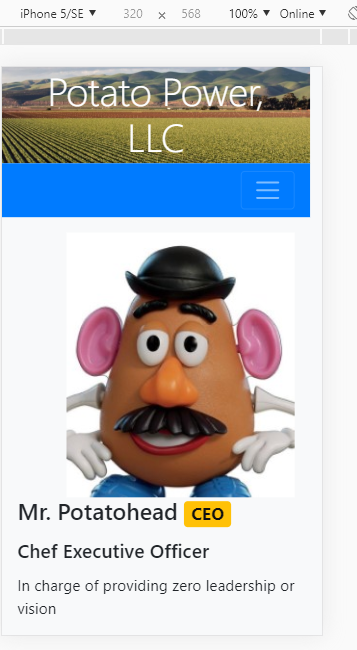 iPhone 5/SE ▼ 320 x 568 100% ▼ Online ▼
Potato Power,
LLC
Mr. Potatohead CEO
Chef Executive Officer
In charge of providing zero leadership or
vision